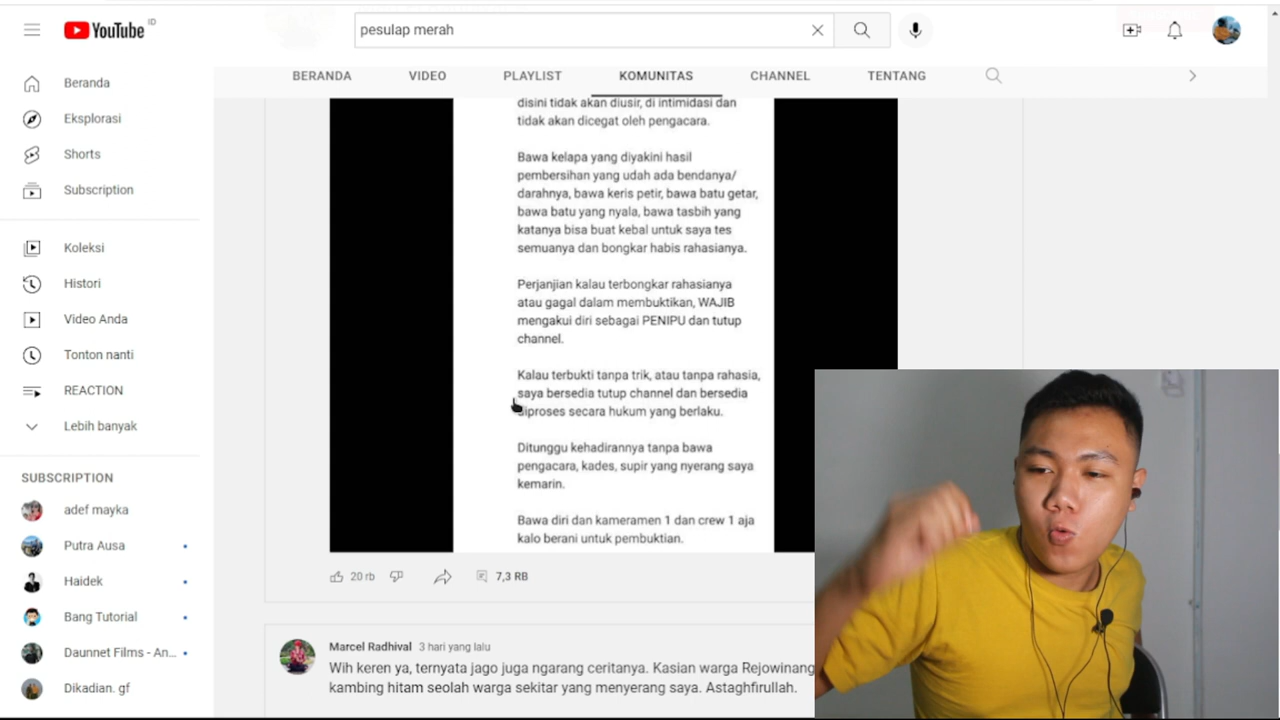 YouTube ID
pesulap merah
BERANDA VIDEO PLAYLIST KOMUNITAS CHANNEL TENTANG
Beranda
Eksplorasi
Shorts
Subscription
Koleksi
Histori
Video Anda
Tonton nanti
REACTION
Lebih banyak
SUBSCRIPTION
adef mayka
Putra Ausa
Haidek
Bang Tutorial
Daunnet Films - An...
Dikadian. gf
disini tidak akan diusir, di intimidasi dan
tidak akan dicegat oleh pengacara.
Bawa kelapa yang diyakini hasil
pembersihan yang udah ada bendanya/
darahnya, bawa keris petir, bawa batu getar,
bawa batu yang nyala, bawa tasbih yang
katanya bisa buat kebal untuk saya tes
semuanya dan bongkar habis rahasianya.
Perjanjian kalau terbongkar rahasianya
atau gagal dalam membuktikan, WAJIB
mengakui diri sebagai PENIPU dan tutup
channel.
Kalau terbukti tanpa trik, atau tanpa rahasia,
saya bersedia tutup channel dan bersedia
diproses secara hukum yang berlaku.
Ditunggu kehadirannya tanpa bawa
pengacara, kades, supir yang nyerang saya
kemarin.
Bawa diri dan kameramen 1 dan crew 1 aja
kalo berani untuk pembuktian.
20 rb 7,3 RB
Marcel Radhival 3 hari yang lalu
Wih keren ya, ternyata jago juga ngarang ceritanya. Kasian warga Rejowinang
kambing hitam seolah warga sekitar yang menyerang saya. Astaghfirullah.